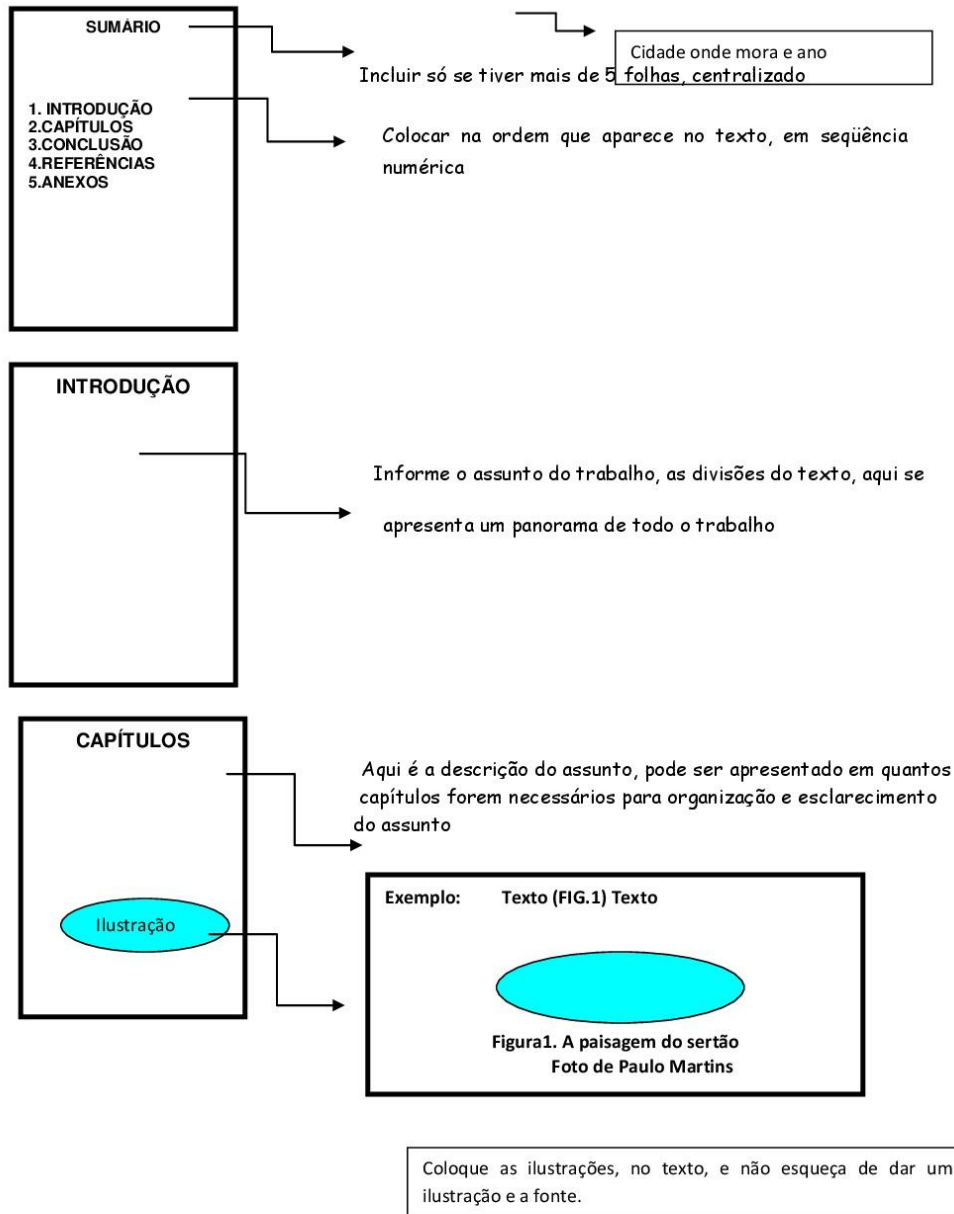 SUMÁRIO
Cidade onde mora e ano
Incluir só se tiver mais de 5 folhas, centralizado
1. INTRODUÇÃO
2.CAPÍTULOS
3.CONCLUSÃO
4.REFERÊNCIAS
5.ANEXOS
Colocar na ordem que aparece no texto, em seqüência
numérica
INTRODUÇÃO
Informe o assunto do trabalho, as divisões do texto, aqui se
apresenta um panorama de todo o trabalho
CAPÍTULOS
Aqui é a descrição do assunto, pode ser apresentado em quantos
capítulos forem necessários para organização e esclarecimento
do assunto
Ilustração
Exemplo: Texto (FIG.1) Texto
Figura1. A paisagem do sertão
Foto de Paulo Martins
Coloque as ilustrações, no texto, e não esqueça de dar um
ilustração e a fonte.